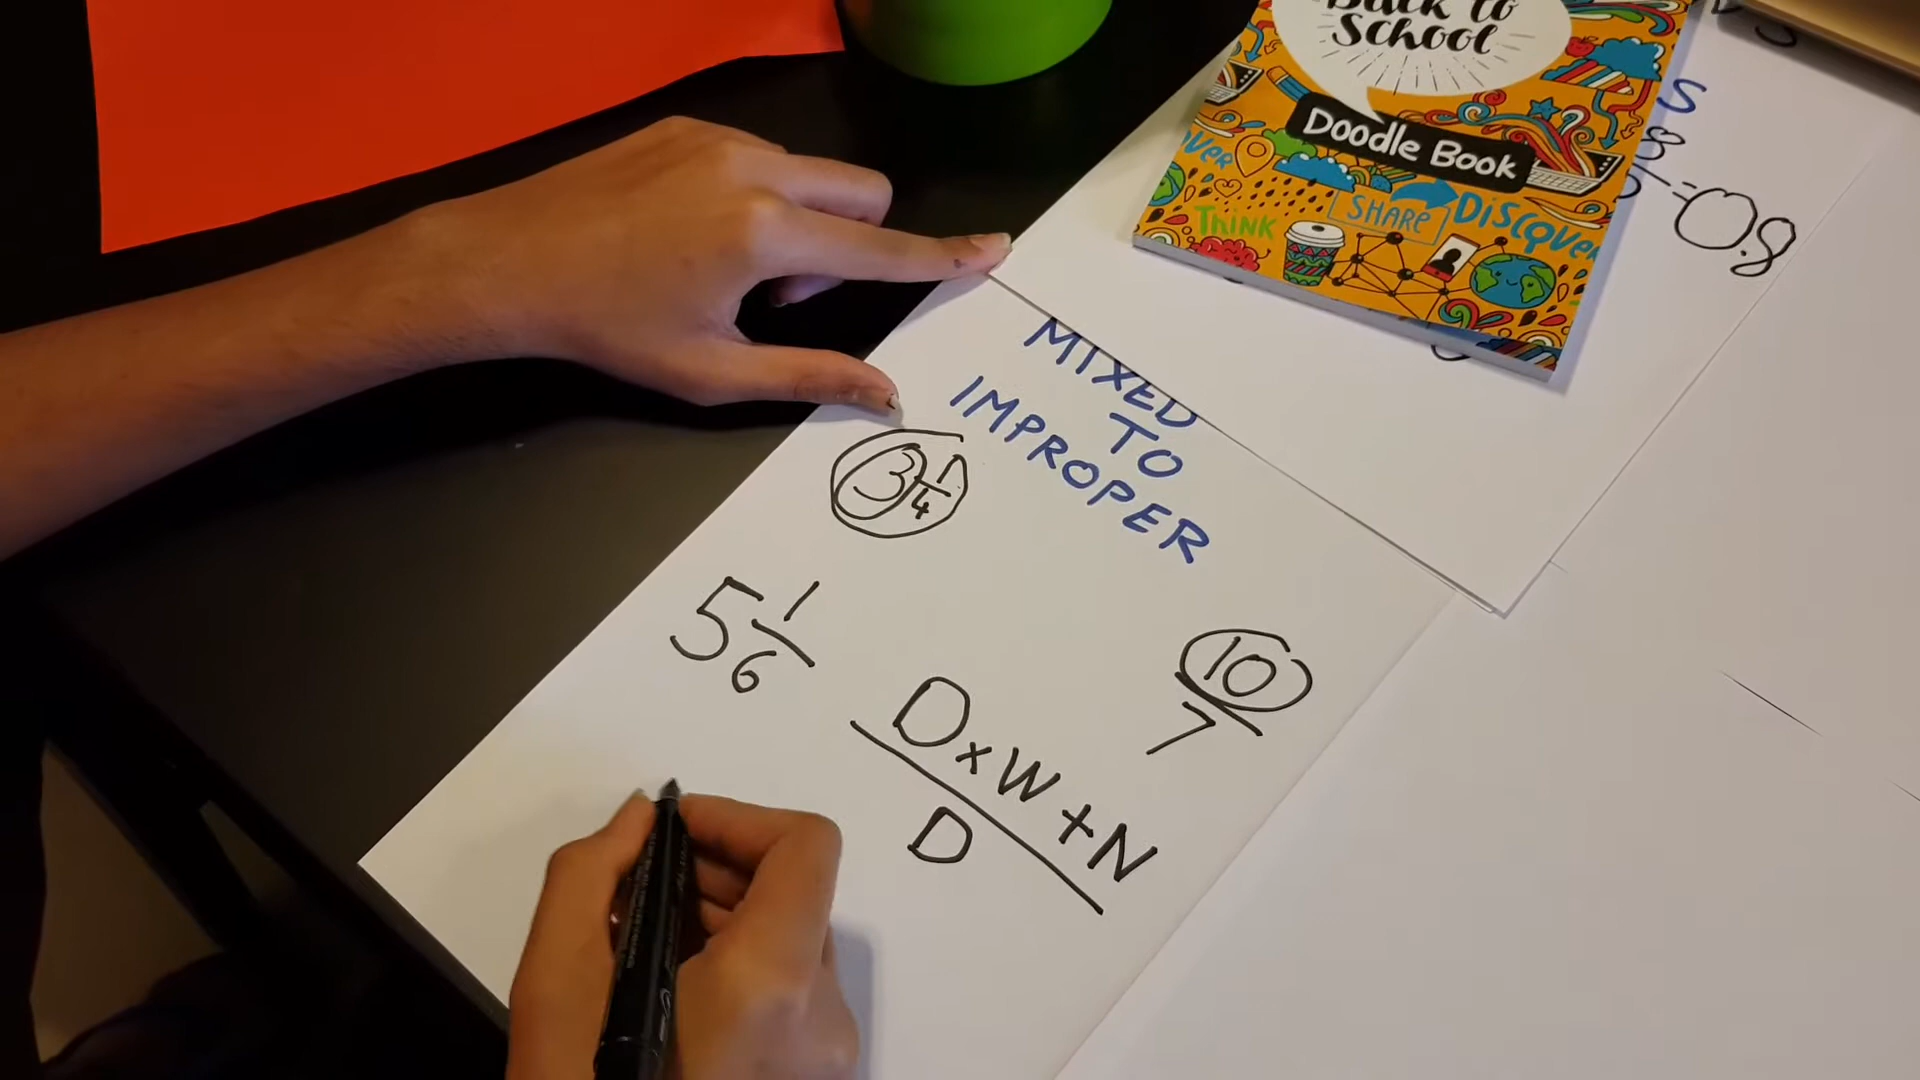 Back to
School
Doodle Book
THINK
SHARE
DISCOVER
S
8
=0.8
MIXED
TO
IMPROPER
3 1/4
5 1/6
10/7
D×W+N
D